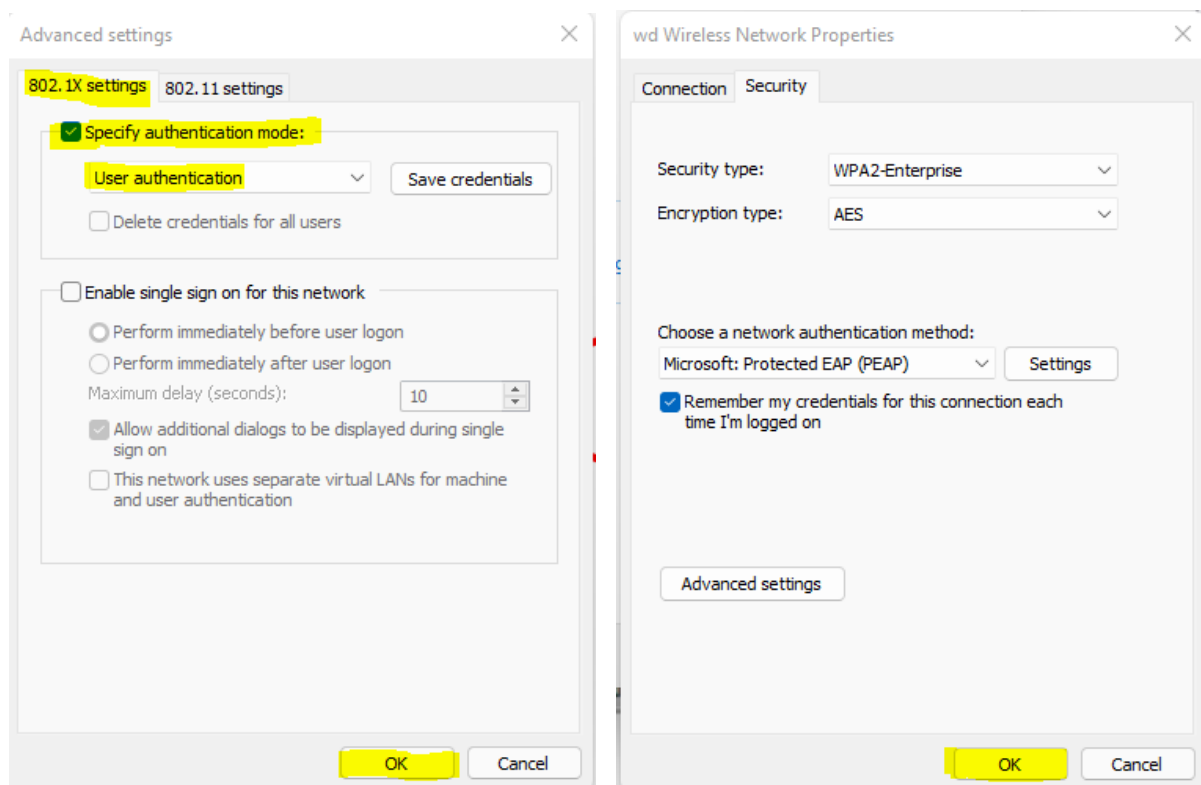 Advanced settings
802.1X settings
802.11 settings
Specify authentication mode:
User authentication
Save credentials
Delete credentials for all users
Enable single sign on for this network
Perform immediately before user logon
Perform immediately after user logon
Maximum delay (seconds):
10
Allow additional dialogs to be displayed during single
sign on
This network uses separate virtual LANs for machine
and user authentication
OK
Cancel
wd Wireless Network Properties
Connection
Security
Security type:
WPA2-Enterprise
Encryption type:
AES
Choose a network authentication method:
Microsoft: Protected EAP (PEAP)
Settings
Remember my credentials for this connection each
time I'm logged on
Advanced settings
OK
Cancel